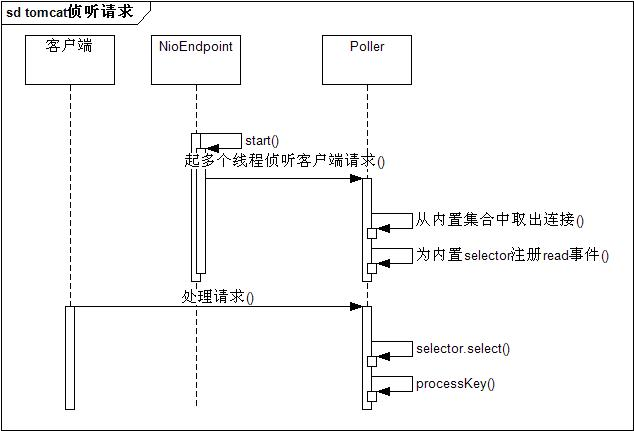 sd tomcat侦听请求
客户端
NioEndpoint
Poller
start()
起多个线程侦听客户端请求()
从内置集合中取出连接()
为内置selector注册read事件()
处理请求()
selector.select()
processKey()